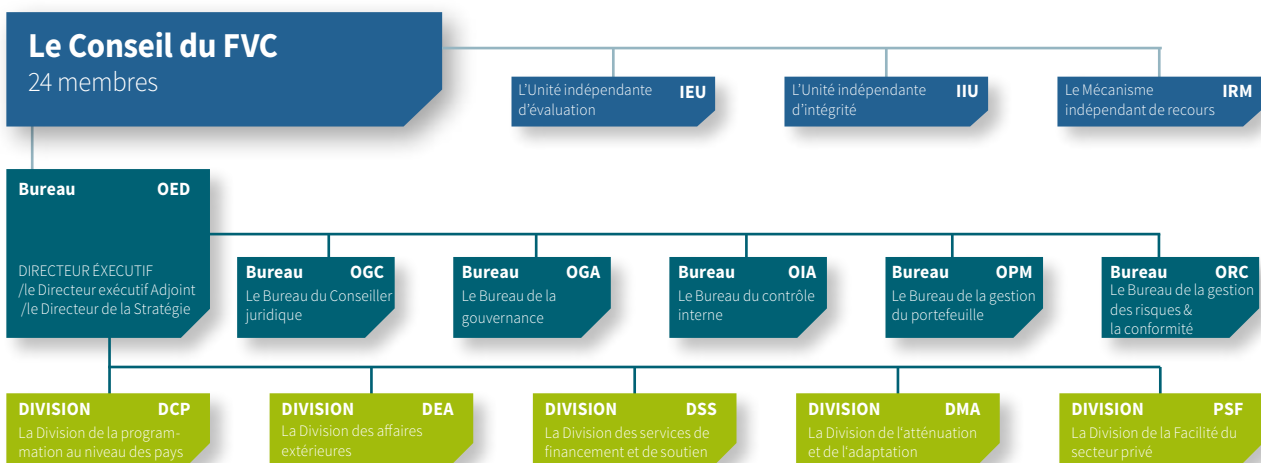 Le Conseil du FVC
24 membres
L'Unité indépendante IEU
d'évaluation
L'Unité indépendante IIU
d'intégrité
Le Mécanisme IRM
indépendant de recours
Bureau OED
DIRECTEUR ÉXECUTIF
/le Directeur exécutif Adjoint
/le Directeur de la Stratégie
Bureau OGC
Le Bureau du Conseiller
juridique
Bureau OGA
Le Bureau de la
gouvernance
Bureau OIA
Le Bureau du contrôle
interne
Bureau OPM
Le Bureau de la gestion
du portefeuille
Bureau ORC
Le Bureau de la gestion
des risques &
la conformité
DIVISION DCP
La Division de la program-
mation au niveau des pays
DIVISION DEA
La Division des affaires
extérieures
DIVISION DSS
La Division des services de
financement et de soutien
DIVISION DMA
La Division de l'atténuation
et de l'adaptation
DIVISION PSF
La Division de la Facilité du
secteur privé